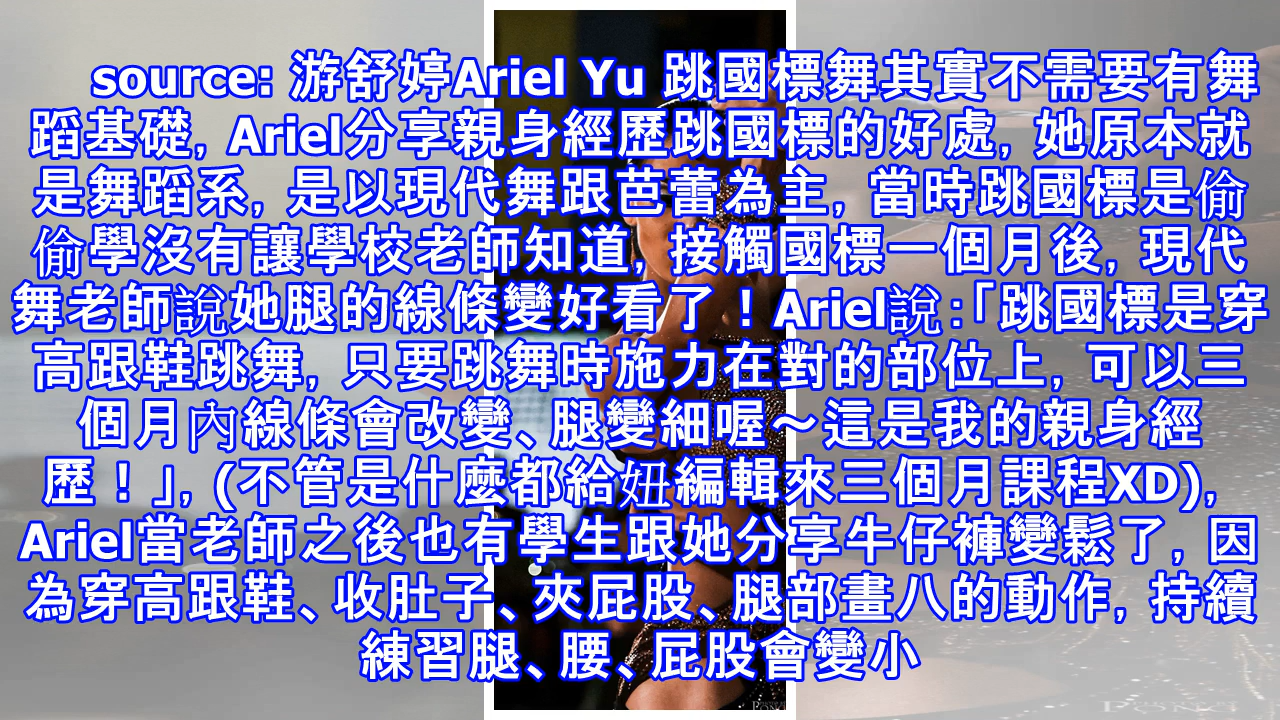 source: 游舒婷Ariel Yu 跳國標舞其實不需要有舞
蹈基礎, Ariel分享親身經歷跳國標的好處, 她原本就
是舞蹈系, 是以現代舞跟芭蕾為主, 當時跳國標是偷
偷學沒有讓學校老師知道, 接觸國標一個月後, 現代
舞老師說她腿的線條變好看了！Ariel說:「跳國標是穿
高跟鞋跳舞, 只要跳舞時施力在對的部位上, 可以三
個月內線條會改變、腿變細喔～這是我的親身經
歷！」, (不管是什麼都給妞編輯來三個月課程XD),
Ariel當老師之後也有學生跟她分享牛仔褲變鬆了, 因
為穿高跟鞋、收肚子、夾屁股、腿部畫八的動作, 持續
練習腿、腰、屁股會變小